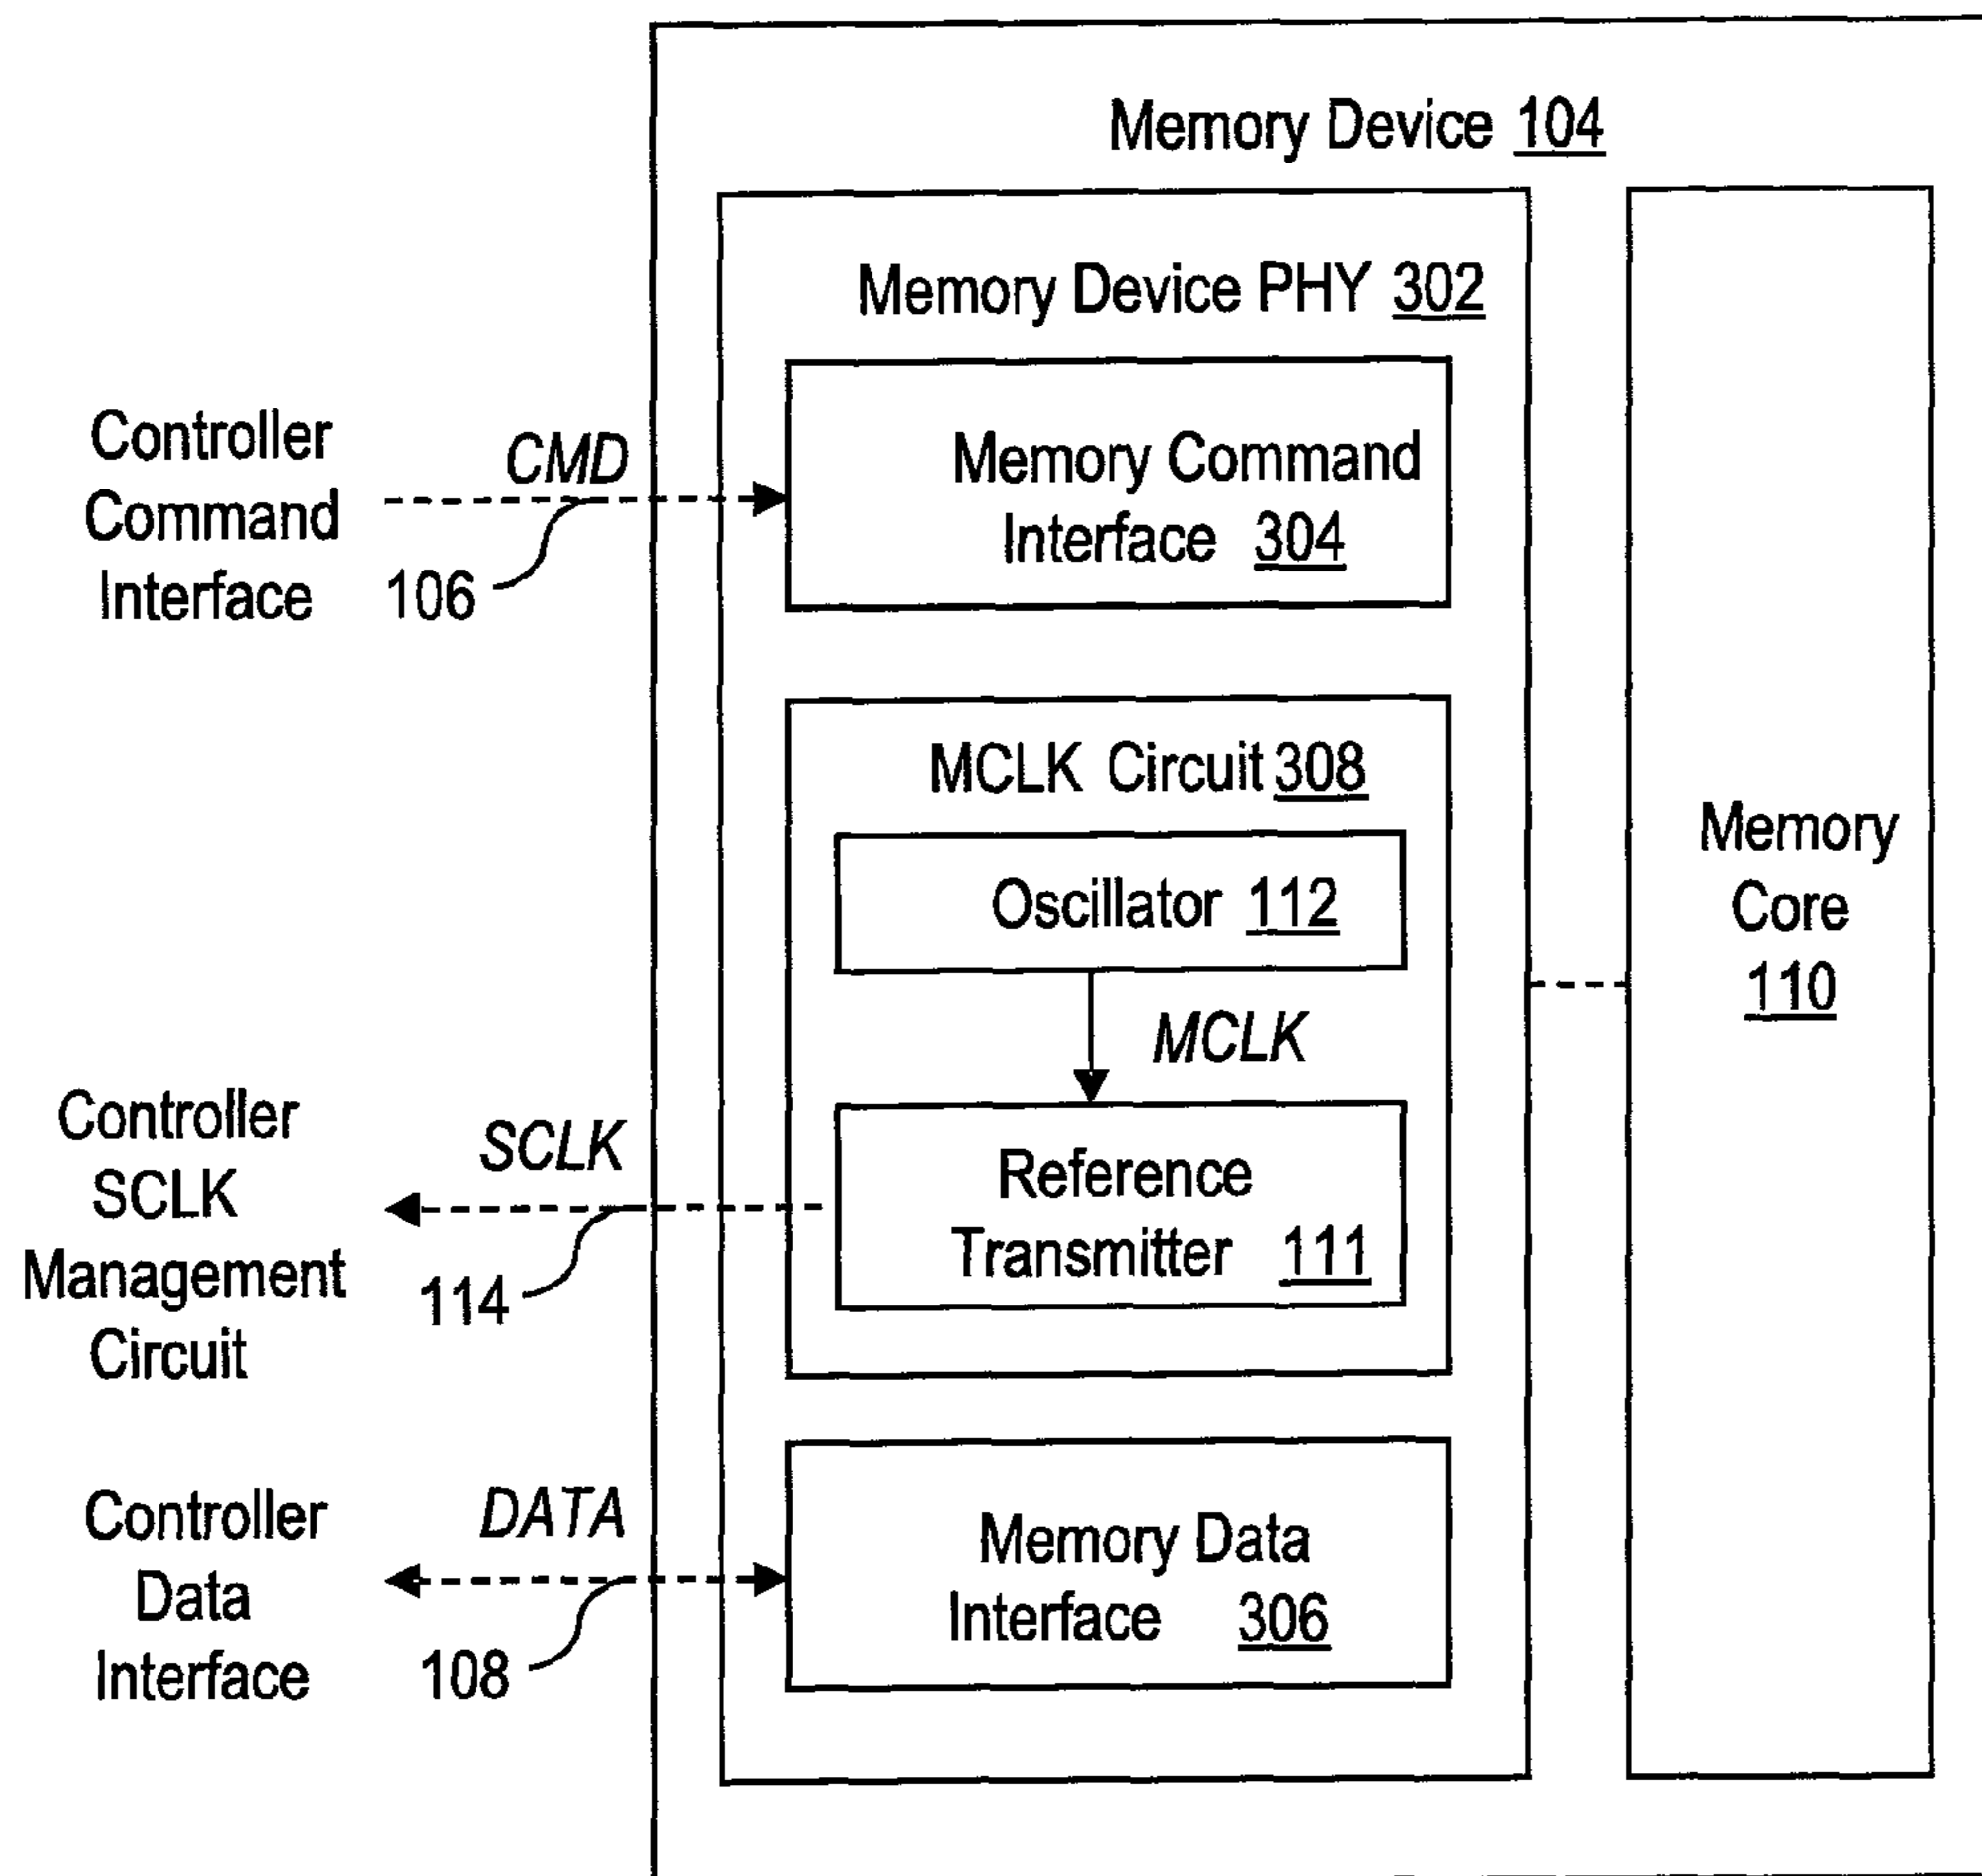 Memory Device 104
Memory Device PHY 302
Controller
Command
Interface
CMD
106
Memory Command
Interface 304
MCLK Circuit 308
Oscillator 112
MCLK
Reference
Transmitter 111
Controller
SCLK
Management
Circuit
SCLK
114
Controller
Data
Interface
DATA
108
Memory Data
Interface 306
Memory
Core
110